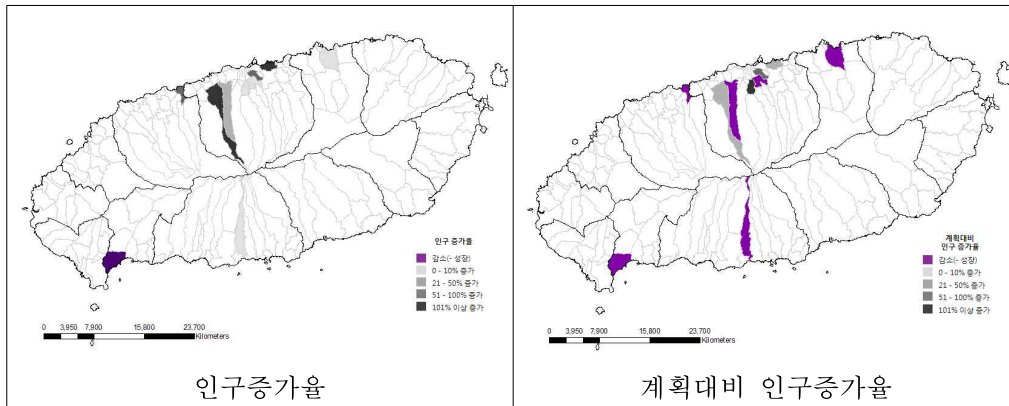 인구 증가율
감소(- 성장)
0 - 10% 증가
21 - 50% 증가
51 - 100% 증가
101% 이상 증가
0 3,950 7,900 15,800 23,700
Kilometers
인구증가율
계획대비
인구 증가율
감소(- 성장)
0 - 10% 증가
21 - 50% 증가
51 - 100% 증가
101% 이상 증가
0 3,950 7,900 15,800 23,700
Kilometers
계획대비 인구증가율